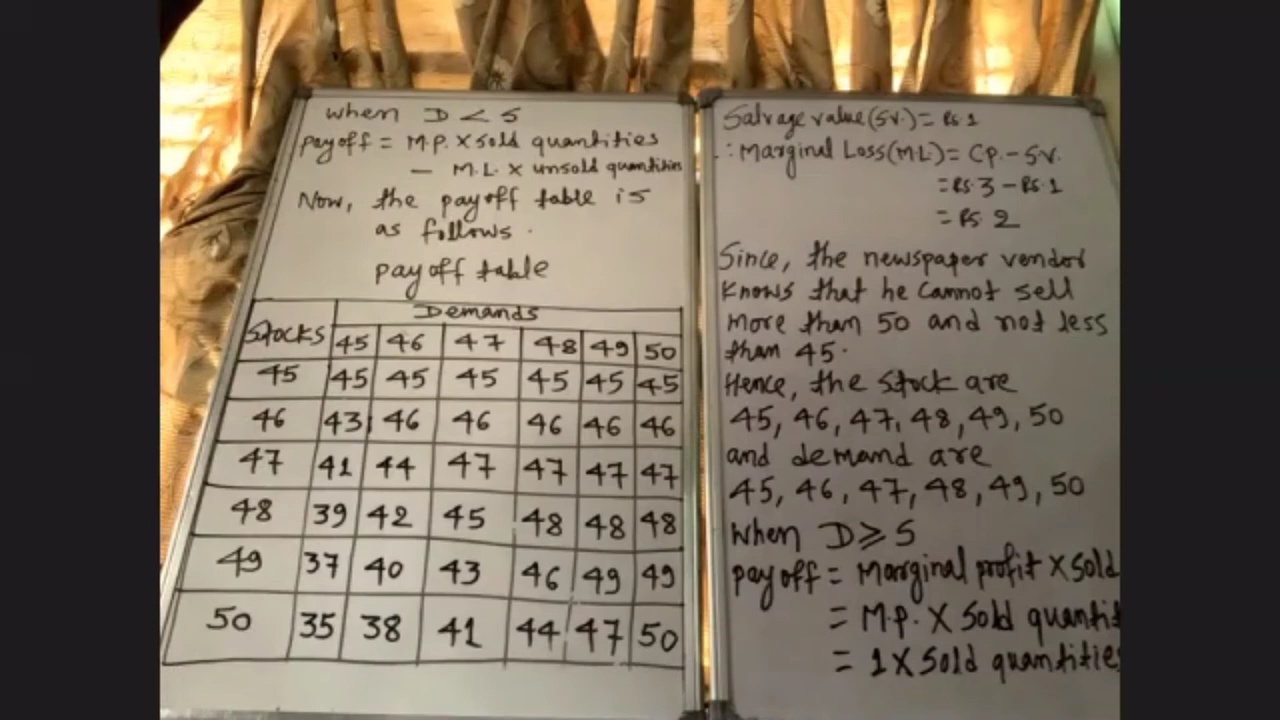 when D < S
payoff = M.P. × sold quantities
— M.L. × unsold quantities
Now, the payoff table is
as follows.
payoff table
Demands
Stocks 45 46 47 48 49 50
45 45 45 45 45 45 45
46 43 46 46 46 46 46
47 41 44 47 47 47 47
48 39 42 45 48 48 48
49 37 40 43 46 49 49
50 35 38 41 44 47 50
Salvage value (S.V.) = Rs. 1
∴ Marginal Loss (M.L) = C.p. – S.V.
= Rs. 3 – Rs. 1
= Rs. 2
Since, the newspaper vendor
knows that he cannot sell
more than 50 and not less
than 45.
Hence, the stock are
45, 46, 47, 48, 49, 50
and demand are
45, 46, 47, 48, 49, 50
When D ⩾ S
payoff = Marginal profit × sold
= M.p. × sold quantit
= 1 × sold quantities